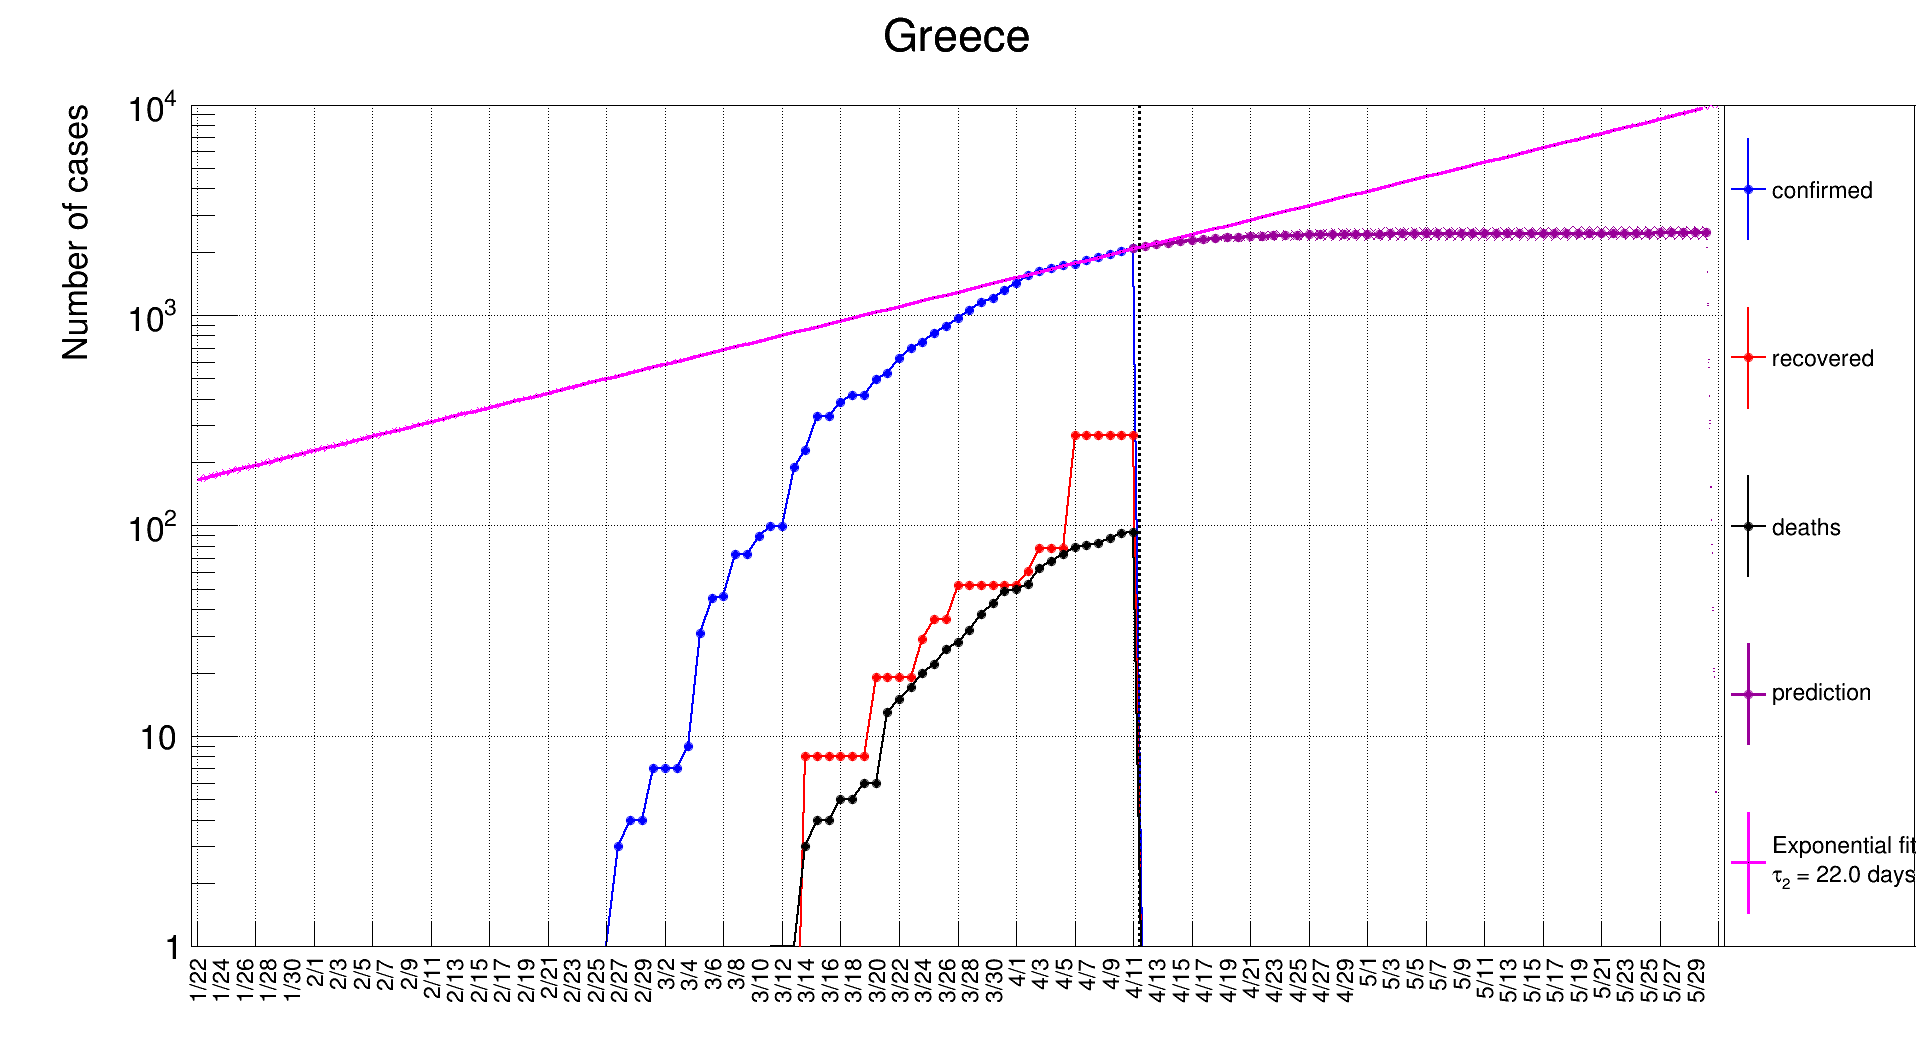 Greece
Number of cases
10⁴
10³
10²
10
1
1/22 1/24 1/26 1/28 1/30 2/1 2/3 2/5 2/7 2/9 2/11 2/13 2/15 2/17 2/19 2/21 2/23 2/25 2/27 2/29 3/2 3/4 3/6 3/8 3/10 3/12 3/14 3/16 3/18 3/20 3/22 3/24 3/26 3/28 3/30 4/1 4/3 4/5 4/7 4/9 4/11 4/13 4/15 4/17 4/19 4/21 4/23 4/25 4/27 4/29 5/1 5/3 5/5 5/7 5/9 5/11 5/13 5/15 5/17 5/19 5/21 5/23 5/25 5/27 5/29
confirmed
recovered
deaths
prediction
Exponential fit
τ₂ = 22.0 days